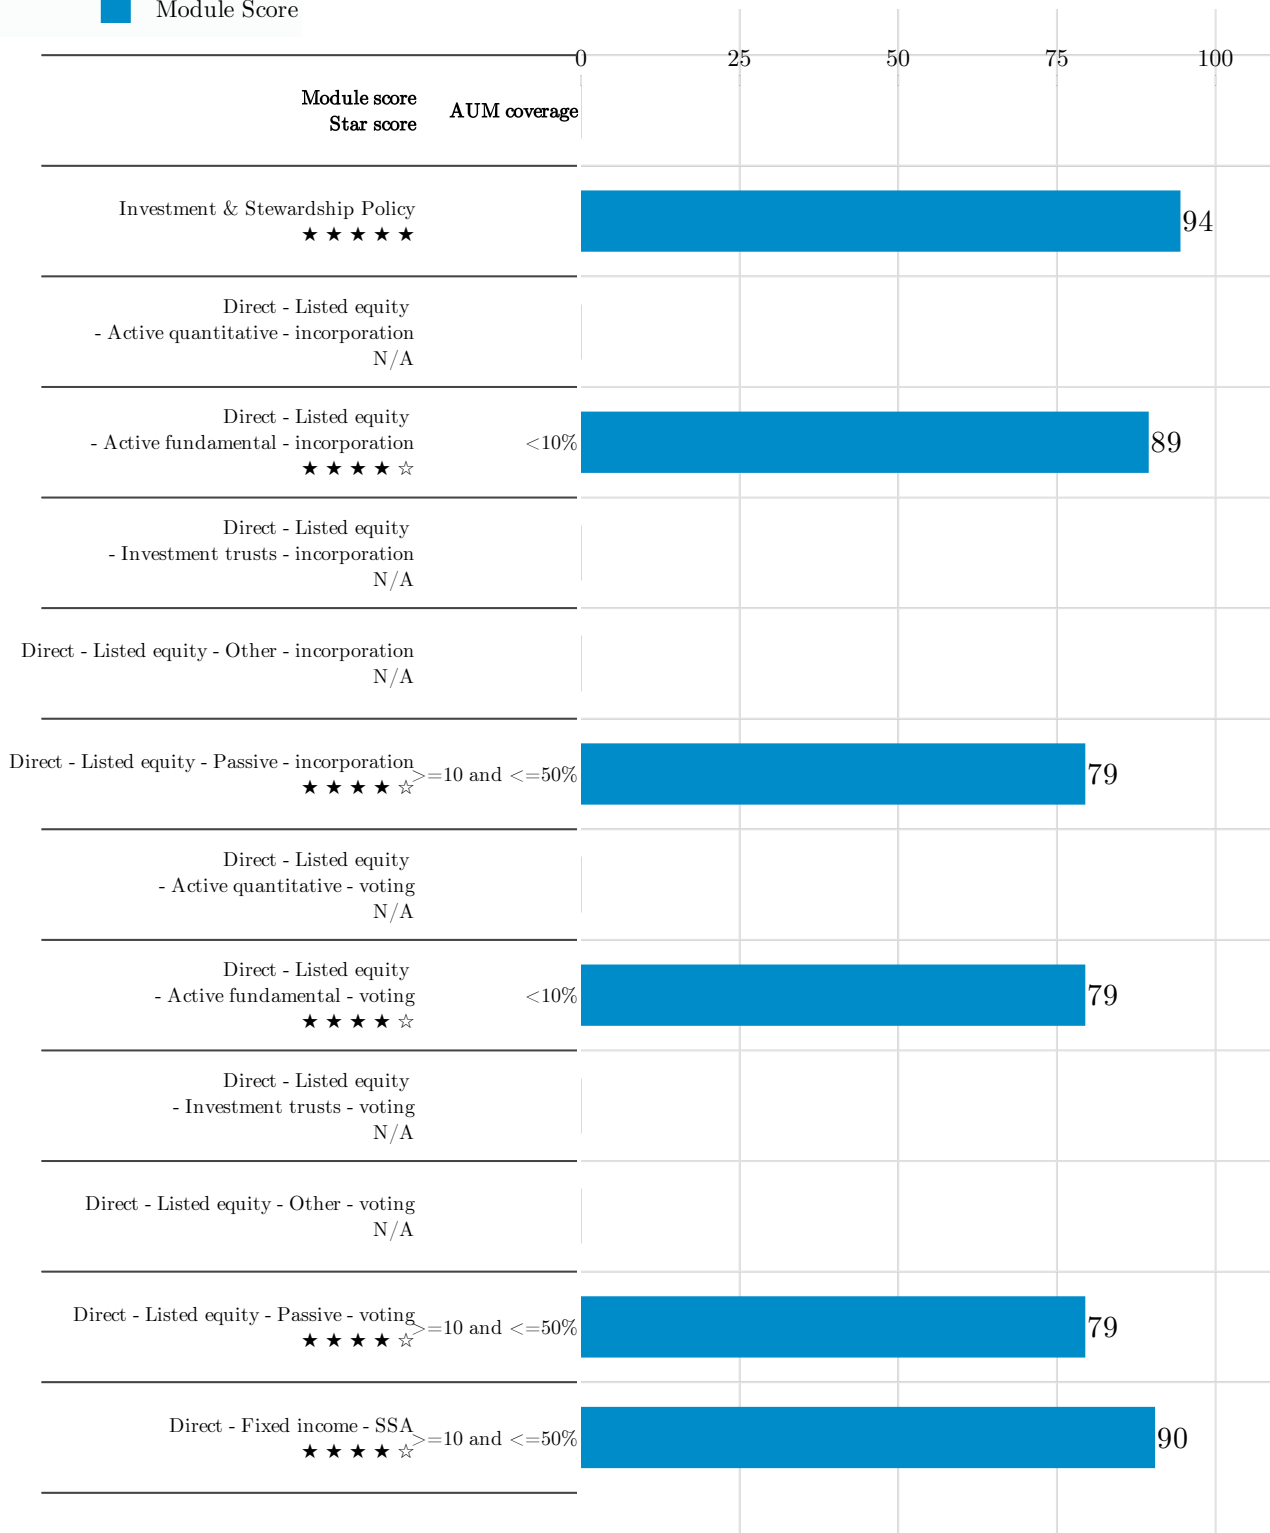 Module Score
0 25 50 75 100
Module score
Star score
AUM coverage
Investment & Stewardship Policy
★ ★ ★ ★ ★
94
Direct - Listed equity
- Active quantitative - incorporation
N/A
Direct - Listed equity
- Active fundamental - incorporation
★ ★ ★ ★ ☆
<10%
89
Direct - Listed equity
- Investment trusts - incorporation
N/A
Direct - Listed equity - Other - incorporation
N/A
Direct - Listed equity - Passive - incorporation
★ ★ ★ ★ ☆
>=10 and <=50%
79
Direct - Listed equity
- Active quantitative - voting
N/A
Direct - Listed equity
- Active fundamental - voting
★ ★ ★ ★ ☆
<10%
79
Direct - Listed equity
- Investment trusts - voting
N/A
Direct - Listed equity - Other - voting
N/A
Direct - Listed equity - Passive - voting
★ ★ ★ ★ ☆
>=10 and <=50%
79
Direct - Fixed income - SSA
★ ★ ★ ★ ☆
>=10 and <=50%
90